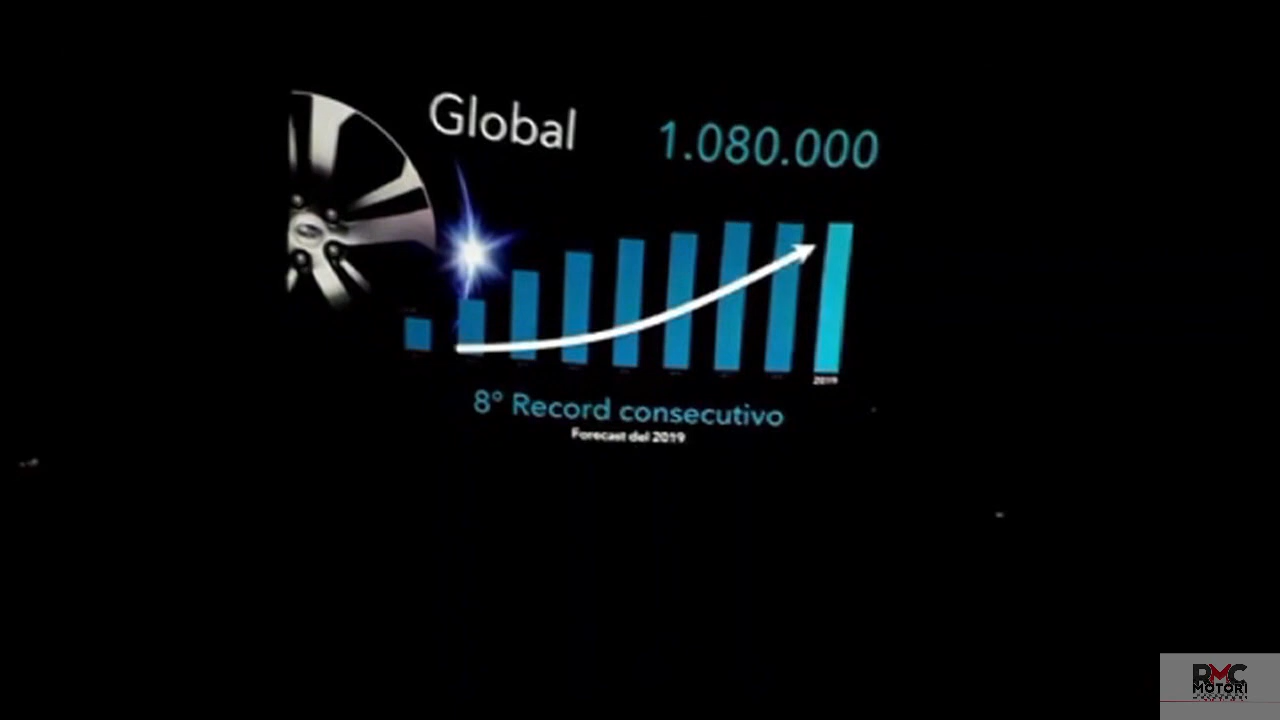 Global
1.080.000
2019
8° Record consecutivo
Forecast del 2019
RMC
MOTORI